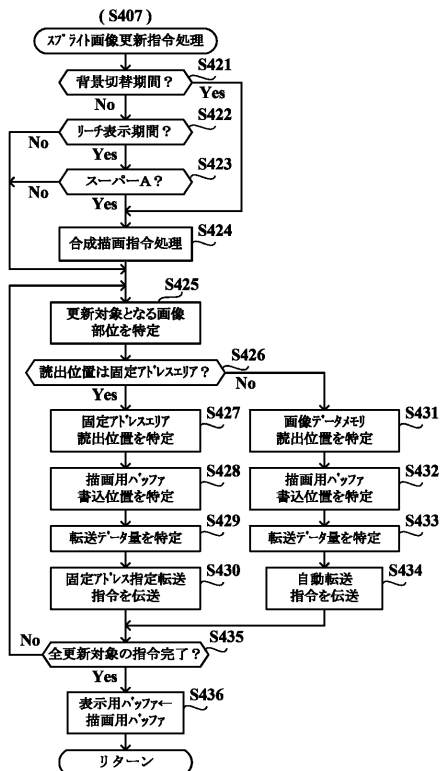 ( S407 )
ｽﾌﾟﾗｲﾄ画像更新指令処理
S421
背景切替期間？
No
Yes
S422
ﾘｰﾁ表示期間？
No
Yes
S423
スーパーA？
No
Yes
S424
合成描画指令処理
S425
更新対象となる画像
部位を特定
S426
読出位置は固定ｱﾄﾞﾚｽｴﾘｱ？
Yes
No
S427
固定ｱﾄﾞﾚｽｴﾘｱ
読出位置を特定
S431
画像ﾃﾞｰﾀﾒﾓﾘ
読出位置を特定
S428
描画用ﾊﾞｯﾌｧ
書込位置を特定
S432
描画用ﾊﾞｯﾌｧ
書込位置を特定
S429
転送ﾃﾞｰﾀ量を特定
S433
転送ﾃﾞｰﾀ量を特定
S430
固定ｱﾄﾞﾚｽ指定転送
指令を伝送
S434
自動転送
指令を伝送
S435
No
全更新対象の指令完了？
Yes
S436
表示用ﾊﾞｯﾌｧ←
描画用ﾊﾞｯﾌｧ
リターン